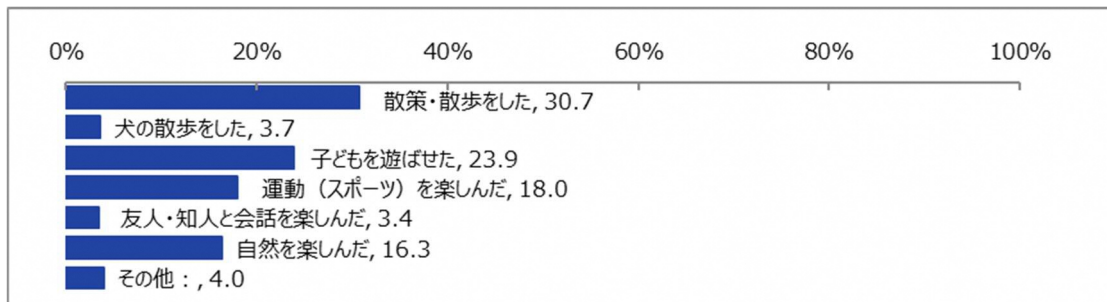 0% 20% 40% 60% 80% 100%
散策・散歩をした, 30.7
犬の散歩をした, 3.7
子どもを遊ばせた, 23.9
運動（スポーツ）を楽しんだ, 18.0
友人・知人と会話を楽しんだ, 3.4
自然を楽しんだ, 16.3
その他：, 4.0